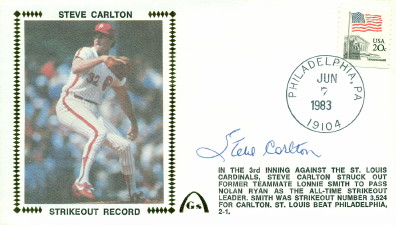 STEVE CARLTON
32
USA
20c
PHILADELPHIA, PA
JUN
7
1983
19104
Steve Carlton
IN THE 3rd INNING AGAINST THE ST. LOUIS
CARDINALS, STEVE CARLTON STRUCK OUT
FORMER TEAMMATE LONNIE SMITH TO PASS
NOLAN RYAN AS THE ALL-TIME STRIKEOUT
LEADER. SMITH WAS STRIKEOUT NUMBER 3,524
FOR CARLTON. ST. LOUIS BEAT PHILADELPHIA,
2-1.
GS
STRIKEOUT RECORD